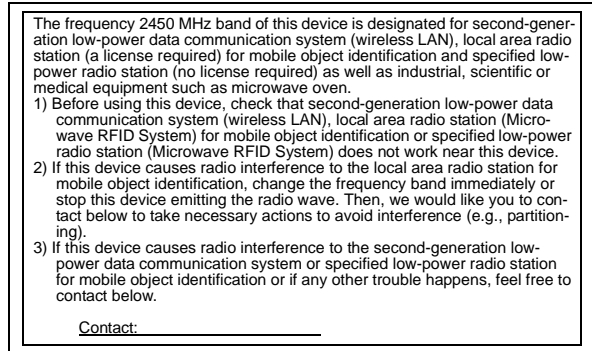 The frequency 2450 MHz band of this device is designated for second-gener-
ation low-power data communication system (wireless LAN), local area radio
station (a license required) for mobile object identification and specified low-
power radio station (no license required) as well as industrial, scientific or
medical equipment such as microwave oven.
1) Before using this device, check that second-generation low-power data
communication system (wireless LAN), local area radio station (Micro-
wave RFID System) for mobile object identification or specified low-power
radio station (Microwave RFID System) does not work near this device.
2) If this device causes radio interference to the local area radio station for
mobile object identification, change the frequency band immediately or
stop this device emitting the radio wave. Then, we would like you to con-
tact below to take necessary actions to avoid interference (e.g., partition-
ing).
3) If this device causes radio interference to the second-generation low-
power data communication system or specified low-power radio station
for mobile object identification or if any other trouble happens, feel free to
contact below.
Contact: